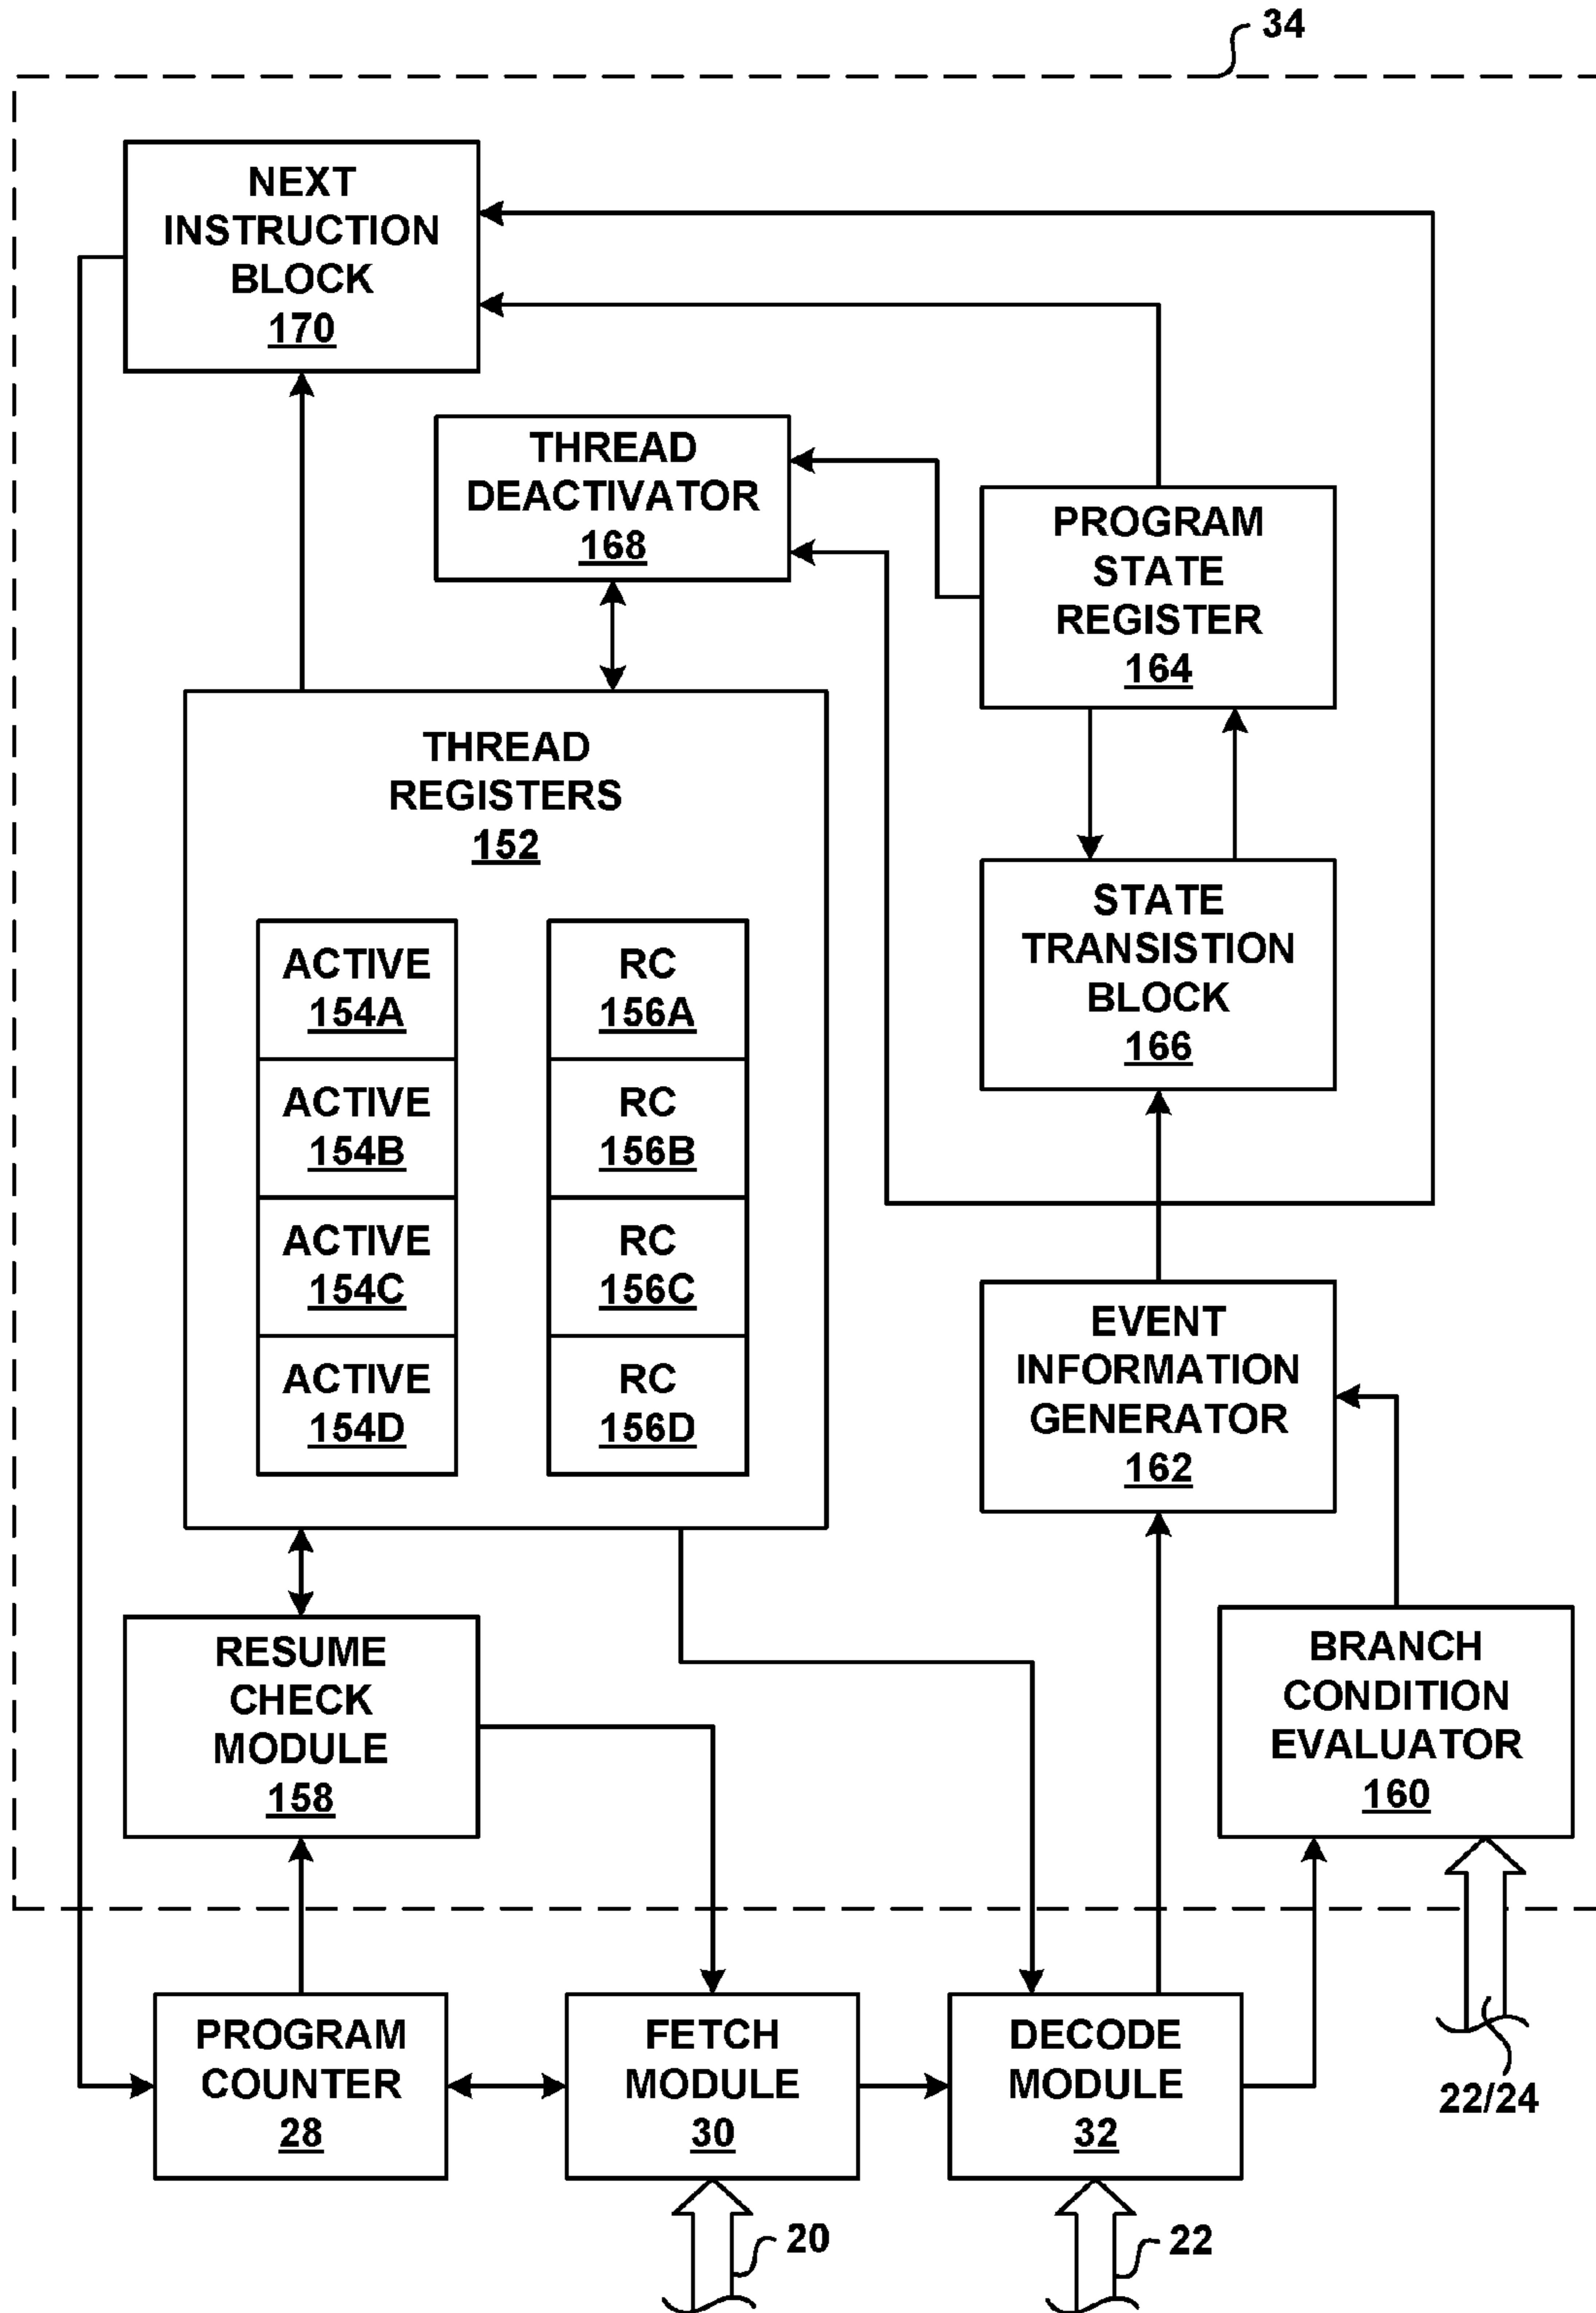 34
NEXT
INSTRUCTION
BLOCK
170
THREAD
DEACTIVATOR
168
PROGRAM
STATE
REGISTER
164
THREAD
REGISTERS
152
STATE
TRANSISTION
BLOCK
166
ACTIVE
154A
RC
156A
ACTIVE
154B
RC
156B
ACTIVE
154C
RC
156C
ACTIVE
154D
RC
156D
EVENT
INFORMATION
GENERATOR
162
RESUME
CHECK
MODULE
158
BRANCH
CONDITION
EVALUATOR
160
PROGRAM
COUNTER
28
FETCH
MODULE
30
DECODE
MODULE
32
22/24
20
22